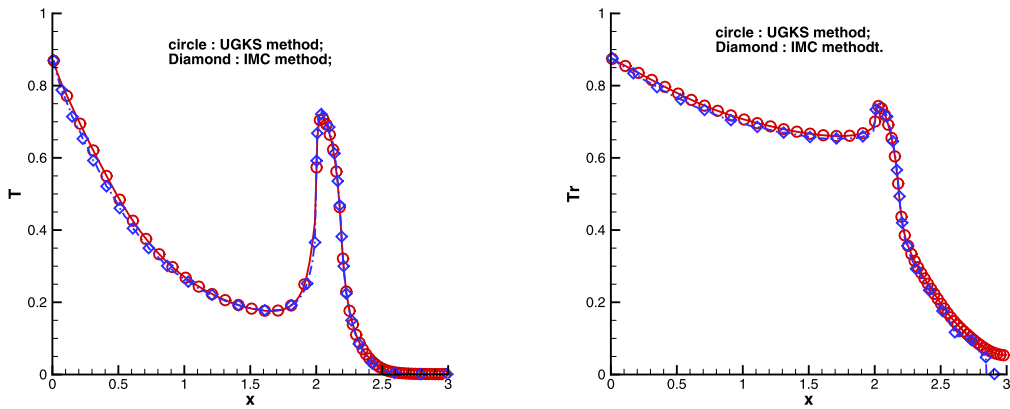 circle : UGKS method;
Diamond : IMC method;
T
1
0.8
0.6
0.4
0.2
0
0 0.5 1 1.5 2 2.5 3
x
circle : UGKS method;
Diamond : IMC methodt.
Tr
1
0.8
0.6
0.4
0.2
0
0 0.5 1 1.5 2 2.5 3
x